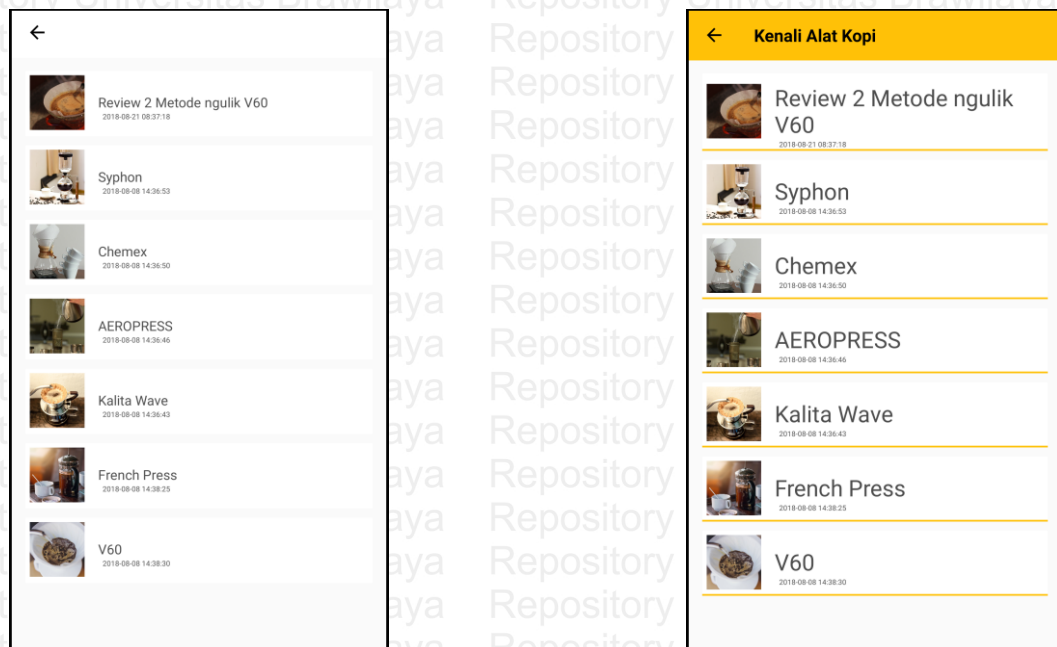 Review 2 Metode ngulik V60
2018-08-21 08:37:18
Syphon
2018-08-08 14:36:53
Chemex
2018-08-08 14:36:50
AEROPRESS
2018-08-08 14:36:46
Kalita Wave
2018-08-08 14:36:43
French Press
2018-08-08 14:38:25
V60
2018-08-08 14:38:30
Kenali Alat Kopi
Review 2 Metode ngulik
V60
2018-08-21 08:37:18
Syphon
2018-08-08 14:36:53
Chemex
2018-08-08 14:36:50
AEROPRESS
2018-08-08 14:36:46
Kalita Wave
2018-08-08 14:36:43
French Press
2018-08-08 14:38:25
V60
2018-08-08 14:38:30
Repository
Repository
Repository
Repository
Repository
Repository
Repository
Repository
Repository
Repository
Repository
Repository
Repository
Repository